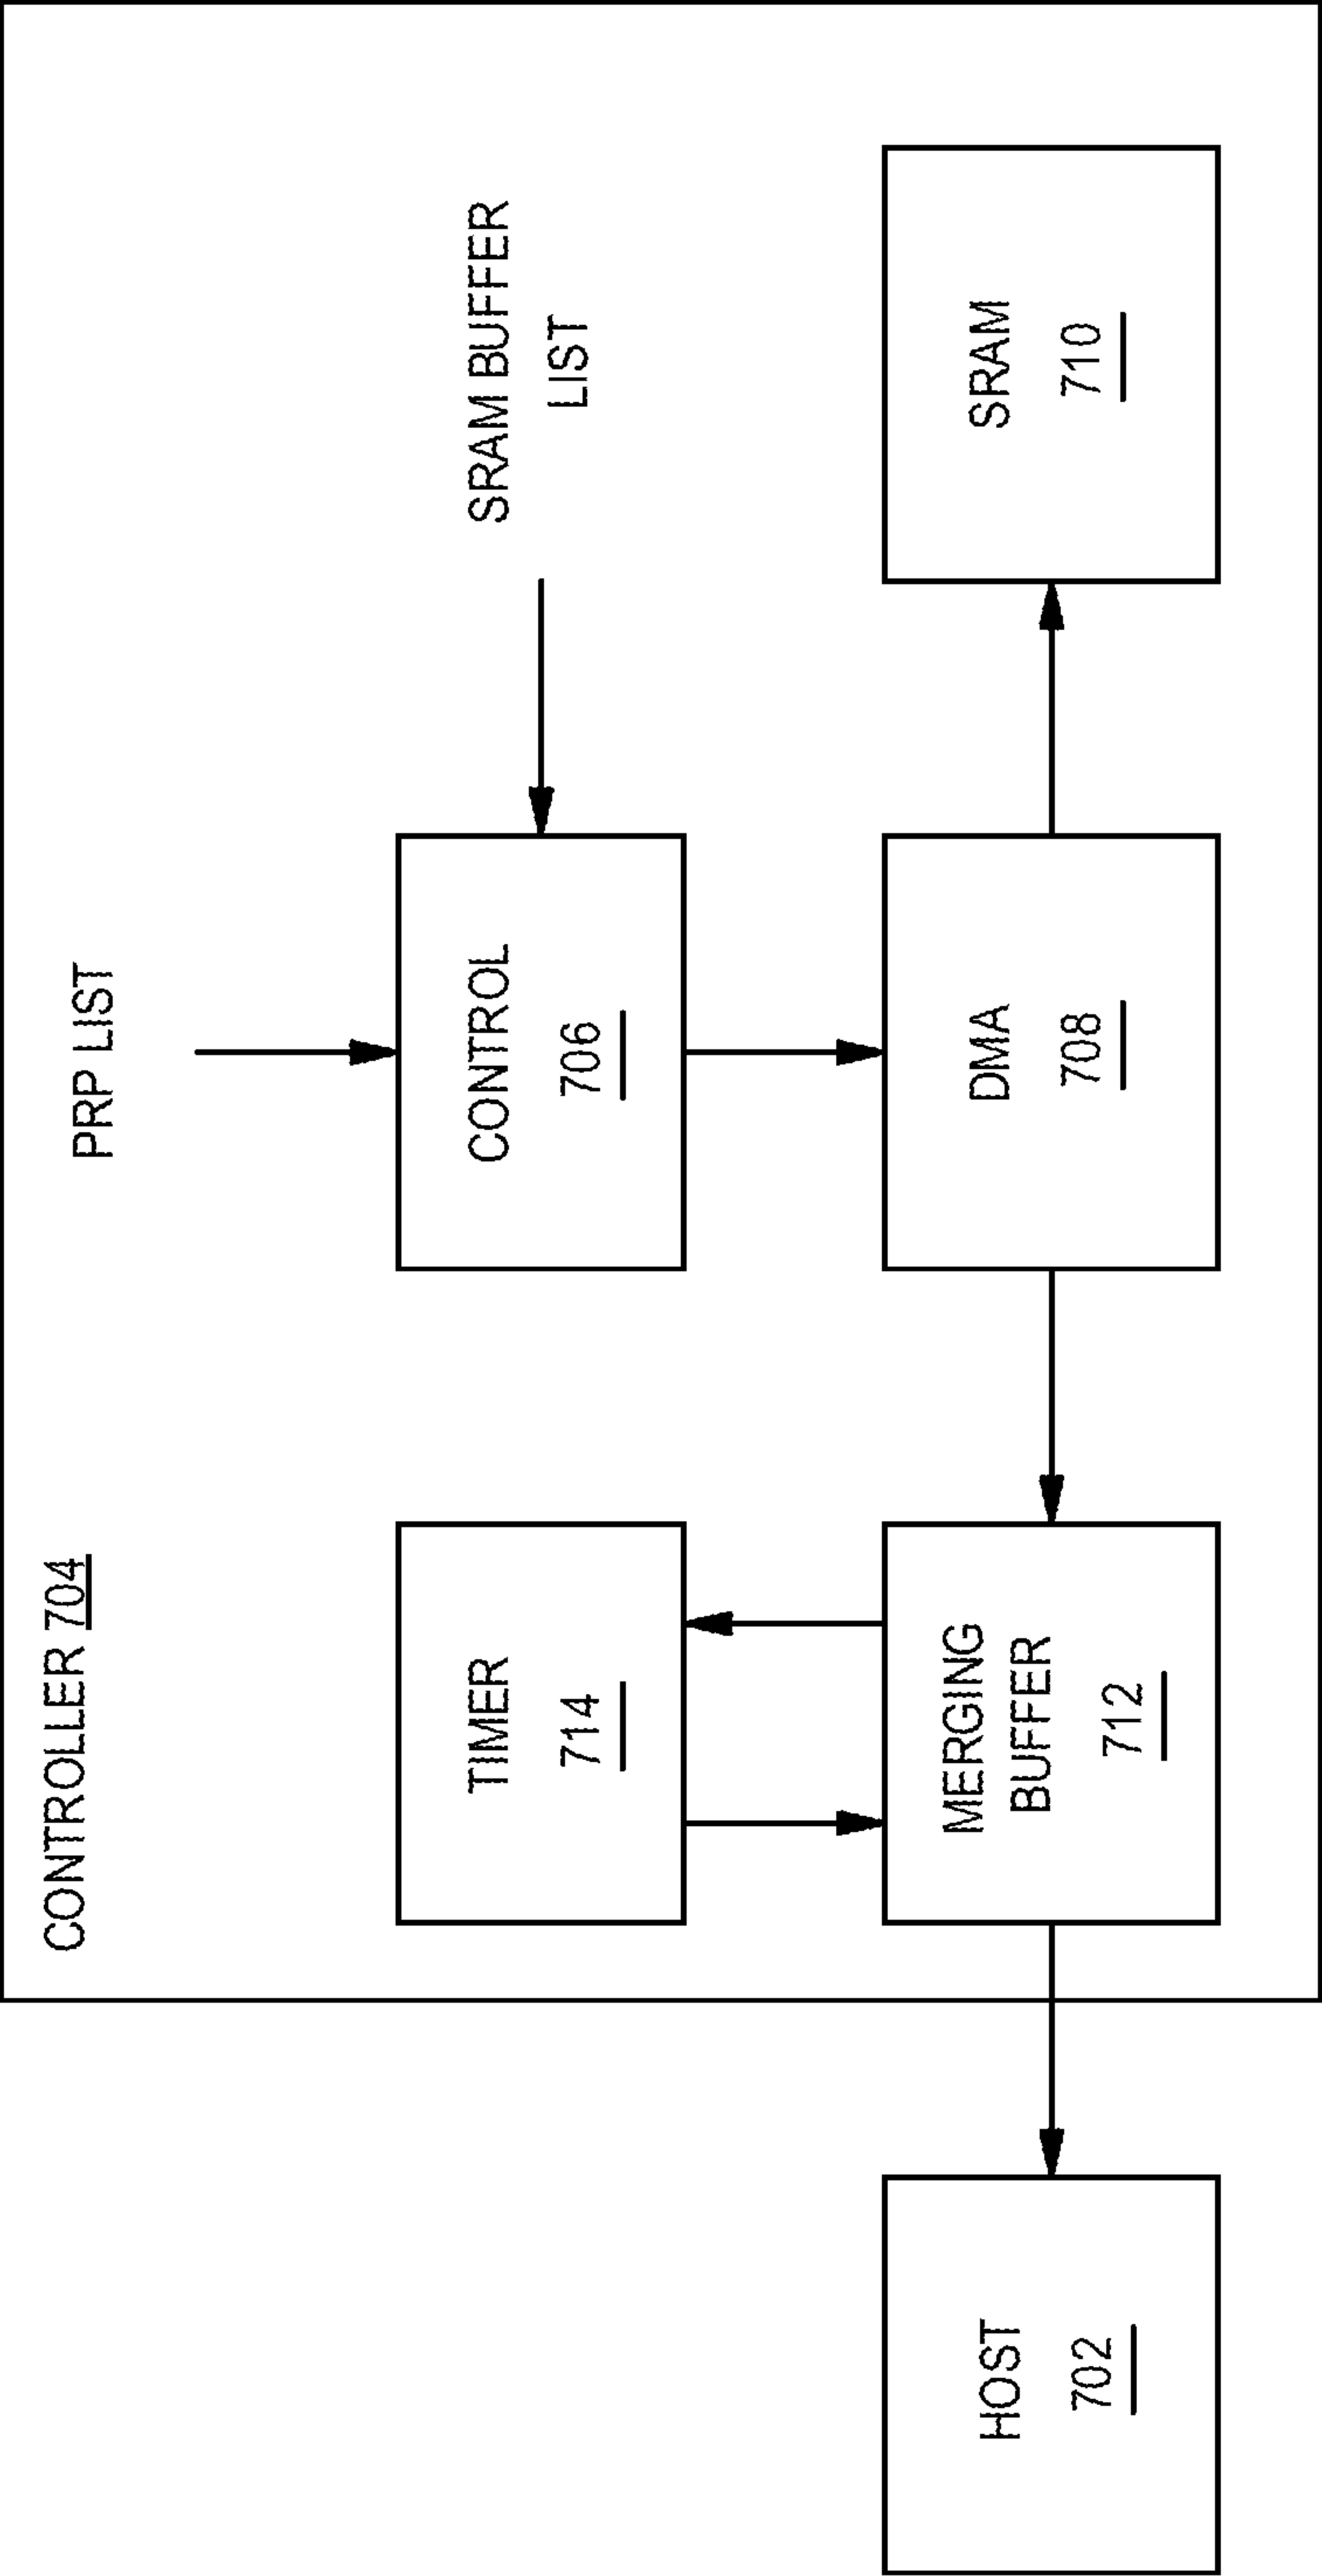 PRP LIST
CONTROLLER 704
SRAM BUFFER
LIST
TIMER
714
CONTROL
706
HOST
702
MERGING
BUFFER
712
DMA
708
SRAM
710